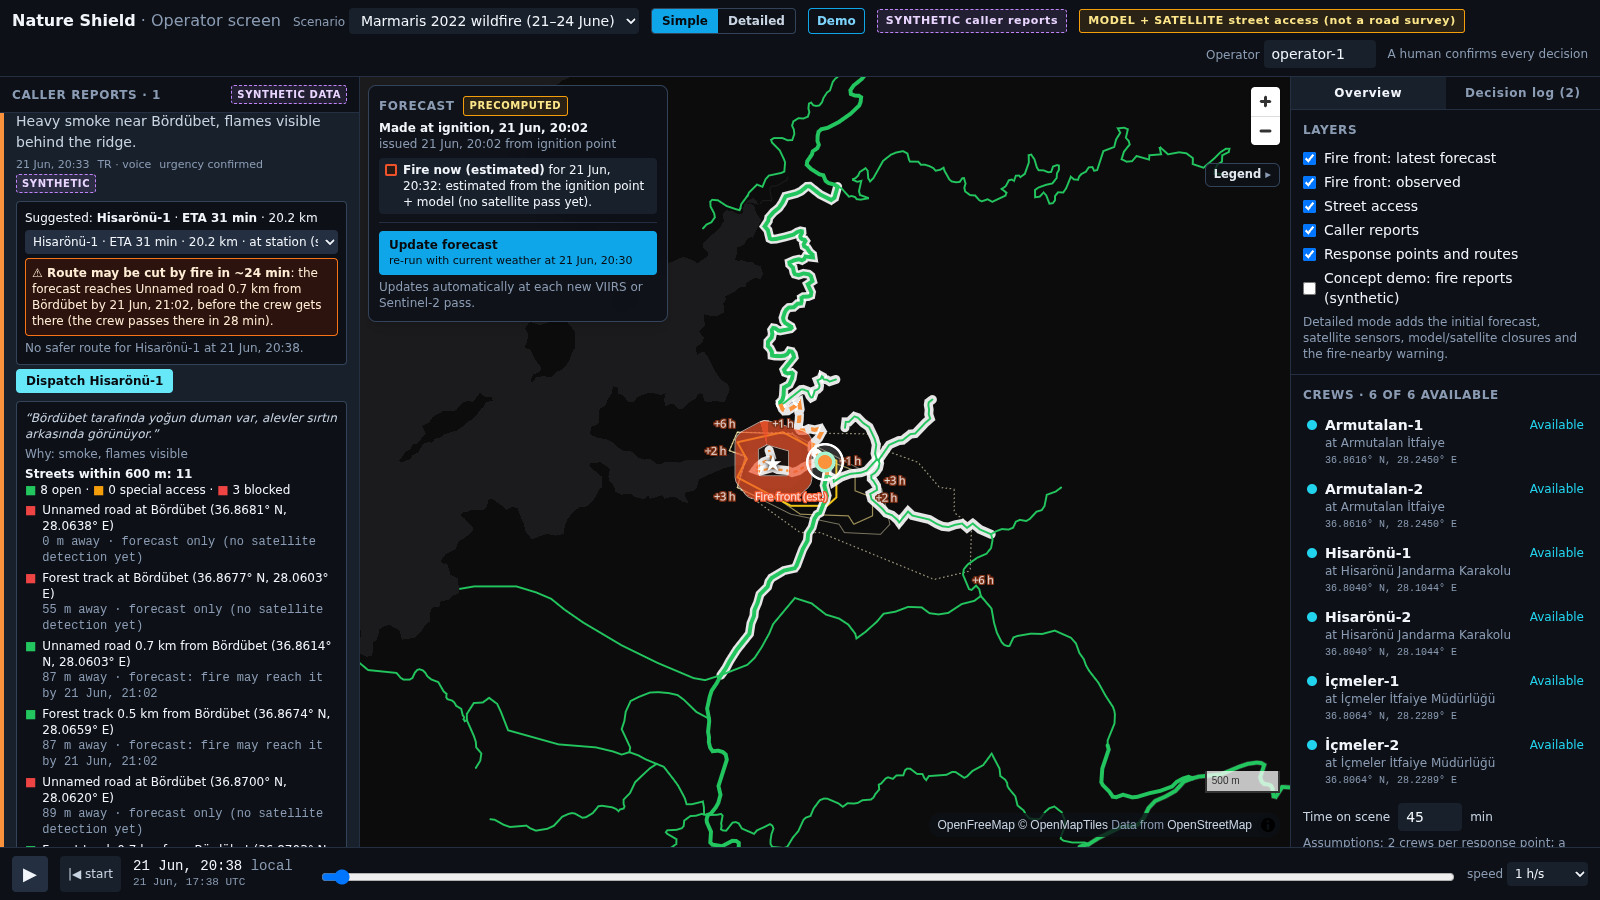 Nature Shield · Operator screen
Scenario
Marmaris 2022 wildfire (21–24 June)
Simple
Detailed
Demo
SYNTHETIC caller reports
MODEL + SATELLITE street access (not a road survey)
Operator
operator-1
A human confirms every decision
CALLER REPORTS · 1
SYNTHETIC DATA
Heavy smoke near Bördübet, flames visible
behind the ridge.
21 Jun, 20:33 TR · voice urgency confirmed
SYNTHETIC
Suggested: Hisarönü-1 · ETA 31 min · 20.2 km
Hisarönü-1 · ETA 31 min · 20.2 km · at station (s
⚠ Route may be cut by fire in ~24 min: the
forecast reaches Unnamed road 0.7 km from
Bördübet by 21 Jun, 21:02, before the crew gets
there (the crew passes there in 28 min).
No safer route for Hisarönü-1 at 21 Jun, 20:38.
Dispatch Hisarönü-1
“Bördübet tarafında yoğun duman var, alevler sırtın
arkasında görünüyor.”
Why: smoke, flames visible
Streets within 600 m: 11
8 open · 0 special access · 3 blocked
Unnamed road at Bördübet (36.8681° N,
28.0638° E)
0 m away · forecast only (no satellite
detection yet)
Forest track at Bördübet (36.8677° N, 28.0603°
E)
55 m away · forecast only (no satellite
detection yet)
Unnamed road 0.7 km from Bördübet (36.8614°
N, 28.0603° E)
87 m away · forecast: fire may reach it
by 21 Jun, 21:02
Forest track 0.5 km from Bördübet (36.8674° N,
28.0659° E)
87 m away · forecast: fire may reach it
by 21 Jun, 21:02
Unnamed road at Bördübet (36.8700° N,
28.0620° E)
89 m away · forecast only (no satellite
detection yet)
FORECAST
PRECOMPUTED
Made at ignition, 21 Jun, 20:02
issued 21 Jun, 20:02 from ignition point
Fire now (estimated) for 21 Jun,
20:32: estimated from the ignition point
+ model (no satellite pass yet).
Update forecast
re-run with current weather at 21 Jun, 20:30
Updates automatically at each new VIIRS or
Sentinel-2 pass.
+
−
Legend ▸
+6 h
+1 h
+2 h
+1 h
+3 h
+3 h
+2 h
Fire front (est.)
+6 h
500 m
OpenFreeMap © OpenMapTiles Data from OpenStreetMap
Overview
Decision log (2)
LAYERS
Fire front: latest forecast
Fire front: observed
Street access
Caller reports
Response points and routes
Concept demo: fire reports
(synthetic)
Detailed mode adds the initial forecast,
satellite sensors, model/satellite closures and
the fire-nearby warning.
CREWS · 6 OF 6 AVAILABLE
Armutalan-1 Available
at Armutalan İtfaiye
36.8616° N, 28.2450° E
Armutalan-2 Available
at Armutalan İtfaiye
36.8616° N, 28.2450° E
Hisarönü-1 Available
at Hisarönü Jandarma Karakolu
36.8040° N, 28.1044° E
Hisarönü-2 Available
at Hisarönü Jandarma Karakolu
36.8040° N, 28.1044° E
İçmeler-1 Available
at İçmeler İtfaiye Müdürlüğü
36.8064° N, 28.2289° E
İçmeler-2 Available
at İçmeler İtfaiye Müdürlüğü
36.8064° N, 28.2289° E
Time on scene 45 min
Assumptions: 2 crews per response point; a
▶
|◀ start
21 Jun, 20:38 local
21 Jun, 17:38 UTC
speed
1 h/s